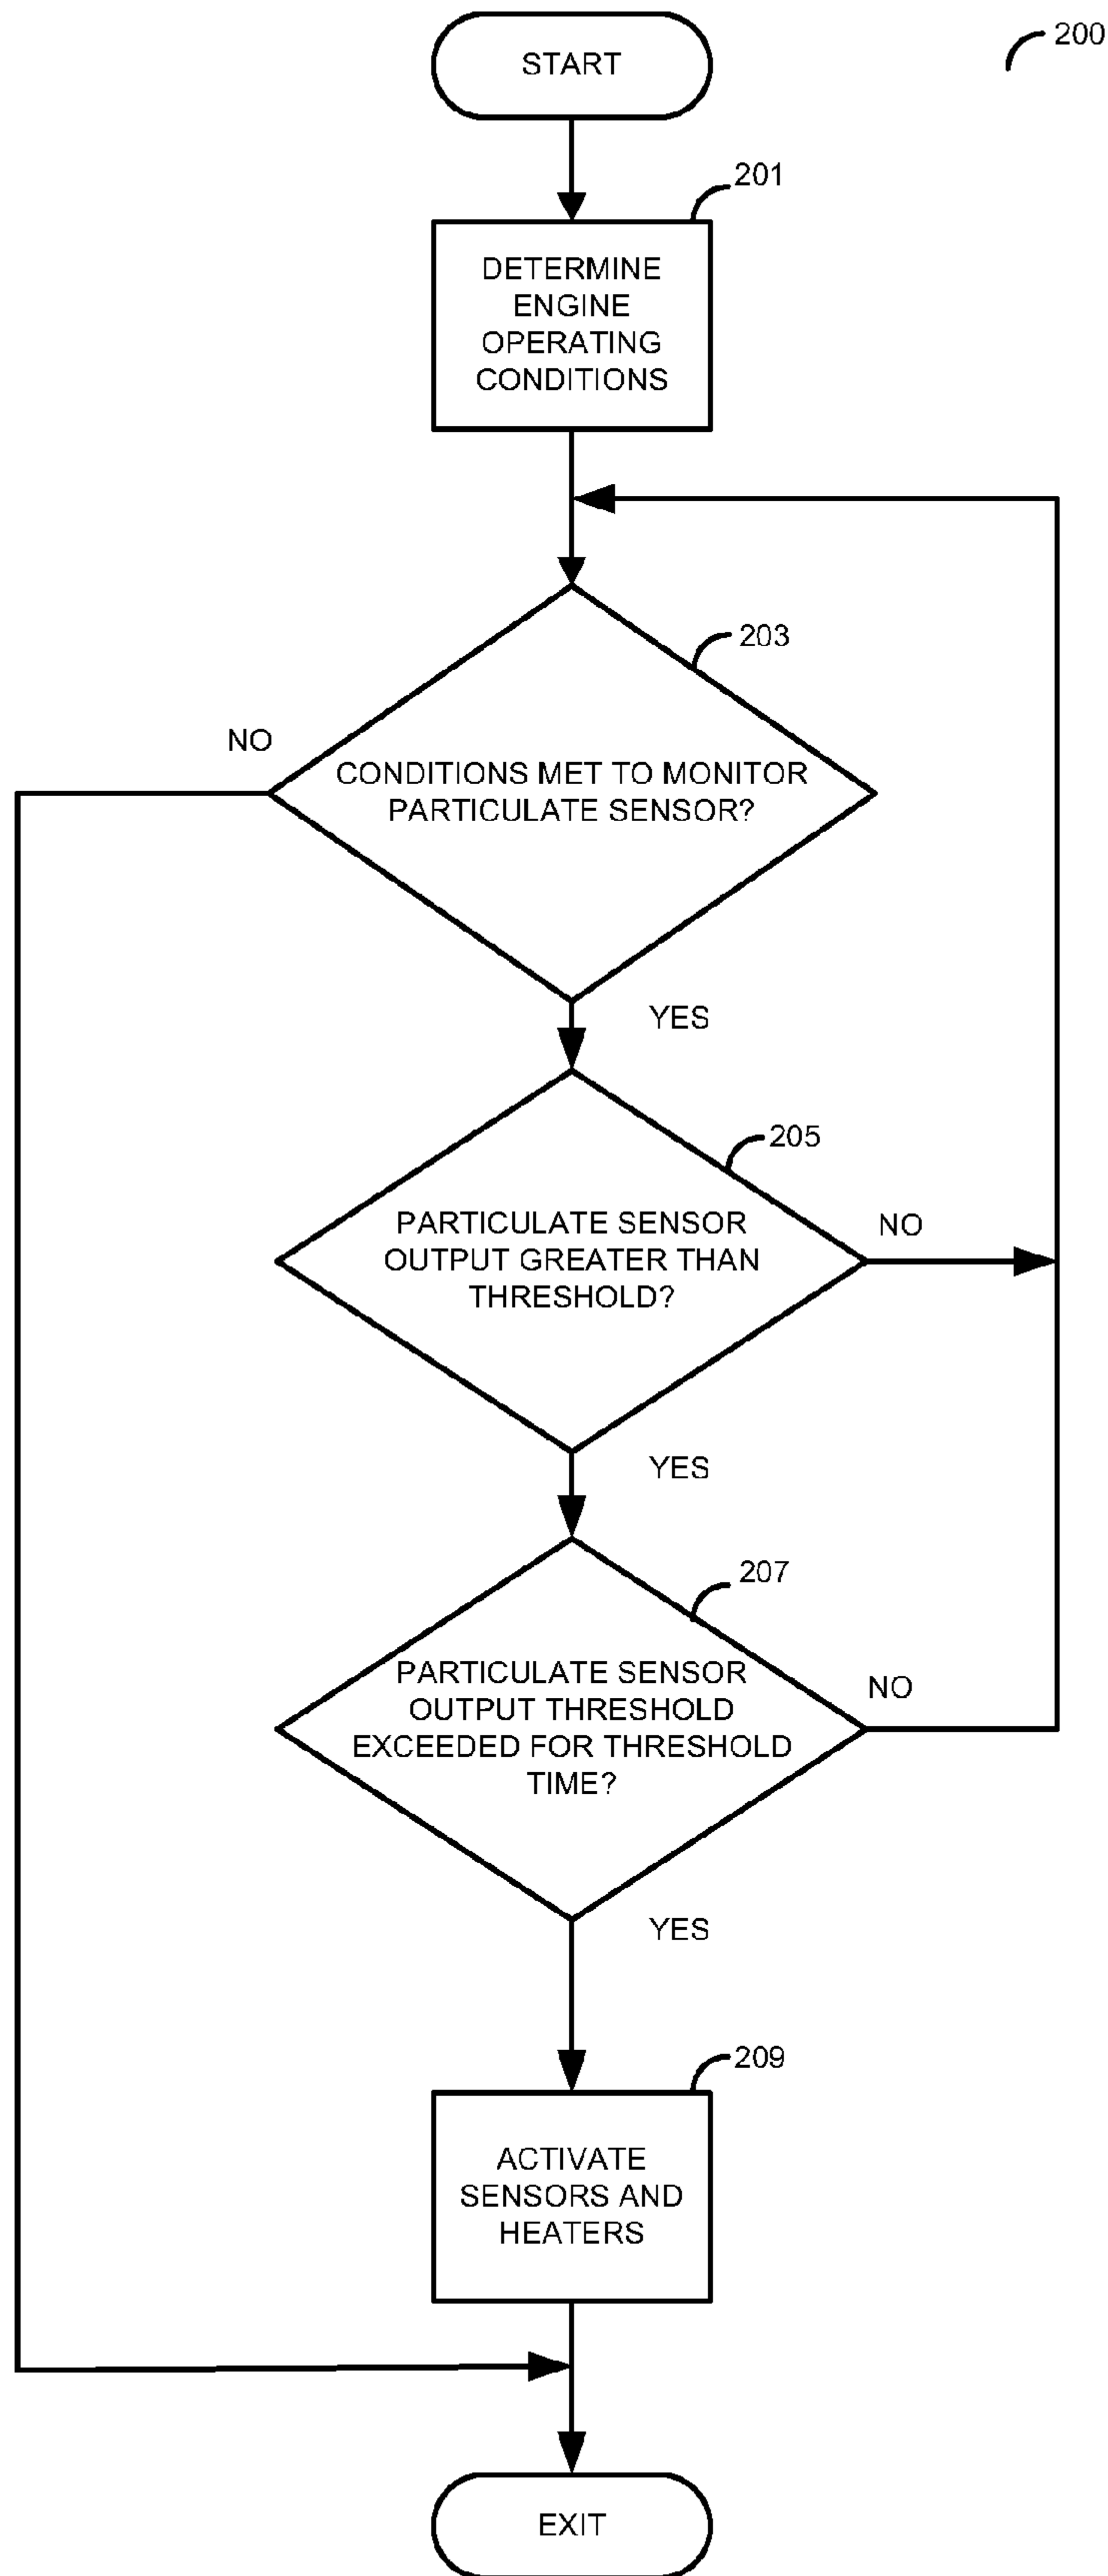 200
START
201
DETERMINE
ENGINE
OPERATING
CONDITIONS
203
NO
CONDITIONS MET TO MONITOR
PARTICULATE SENSOR?
YES
205
PARTICULATE SENSOR
OUTPUT GREATER THAN
THRESHOLD?
NO
YES
207
PARTICULATE SENSOR
OUTPUT THRESHOLD
EXCEEDED FOR THRESHOLD
TIME?
NO
YES
209
ACTIVATE
SENSORS AND
HEATERS
EXIT